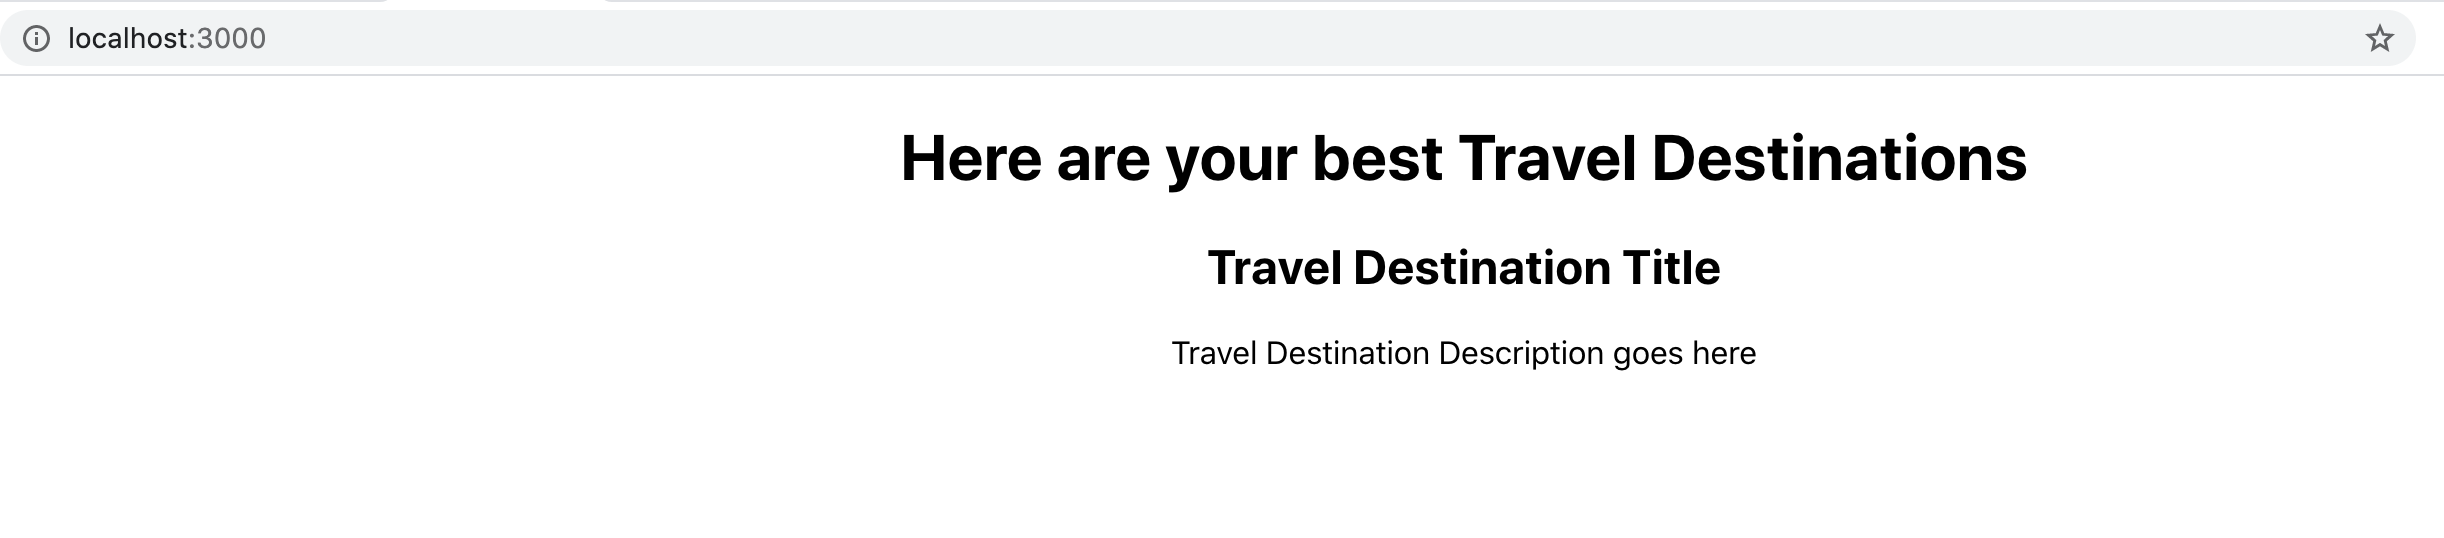 localhost:3000
Here are your best Travel Destinations
Travel Destination Title
Travel Destination Description goes here